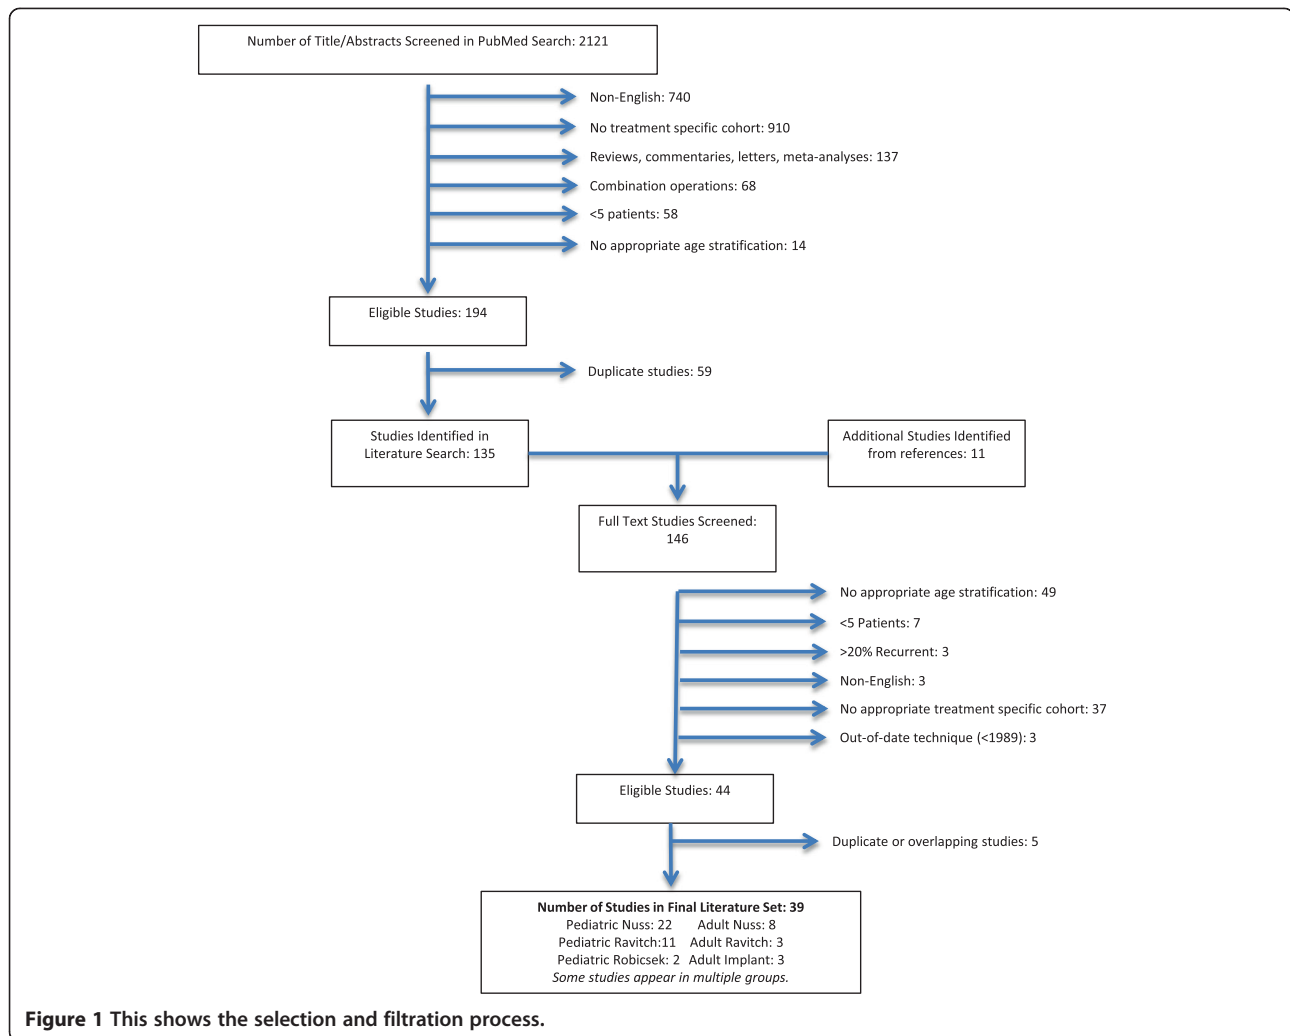 Number of Title/Abstracts Screened in PubMed Search: 2121
Non-English: 740
No treatment specific cohort: 910
Reviews, commentaries, letters, meta-analyses: 137
Combination operations: 68
<5 patients: 58
No appropriate age stratification: 14
Eligible Studies: 194
Duplicate studies: 59
Studies Identified in
Literature Search: 135
Additional Studies Identified
from references: 11
Full Text Studies Screened:
146
No appropriate age stratification: 49
<5 Patients: 7
>20% Recurrent: 3
Non-English: 3
No appropriate treatment specific cohort: 37
Out-of-date technique (<1989): 3
Eligible Studies: 44
Duplicate or overlapping studies: 5
Number of Studies in Final Literature Set: 39
Pediatric Nuss: 22 Adult Nuss: 8
Pediatric Ravitch:11 Adult Ravitch: 3
Pediatric Robicsek: 2 Adult Implant: 3
Some studies appear in multiple groups.
Figure 1 This shows the selection and filtration process.